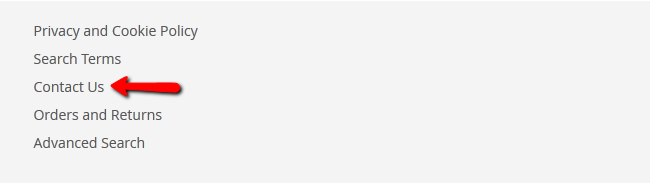 Privacy and Cookie Policy
Search Terms
Contact Us
Orders and Returns
Advanced Search